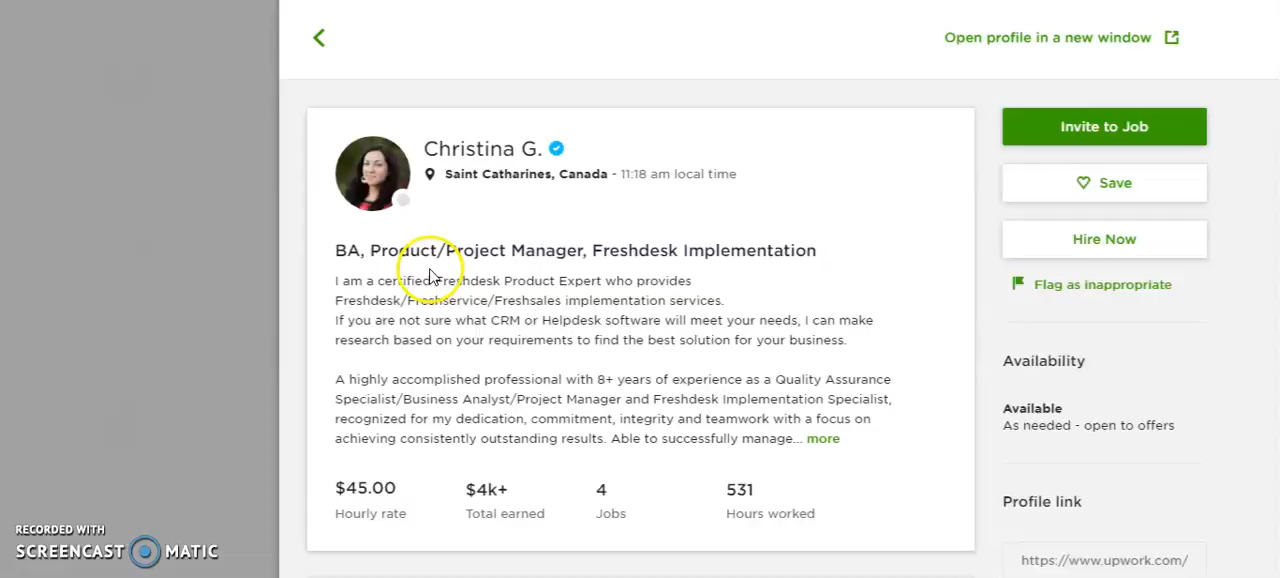 Open profile in a new window
Christina G.
Saint Catharines, Canada - 11:18 am local time
BA, Product/Project Manager, Freshdesk Implementation
I am a certified Freshdesk Product Expert who provides
Freshdesk/Freshservice/Freshsales implementation services.
If you are not sure what CRM or Helpdesk software will meet your needs, I can make
research based on your requirements to find the best solution for your business.
A highly accomplished professional with 8+ years of experience as a Quality Assurance
Specialist/Business Analyst/Project Manager and Freshdesk Implementation Specialist,
recognized for my dedication, commitment, integrity and teamwork with a focus on
achieving consistently outstanding results. Able to successfully manage... more
$45.00 $4k+ 4 531
Hourly rate Total earned Jobs Hours worked
Invite to Job
Save
Hire Now
Flag as inappropriate
Availability
Available
As needed - open to offers
Profile link
https://www.upwork.com/
RECORDED WITH
SCREENCAST MATIC